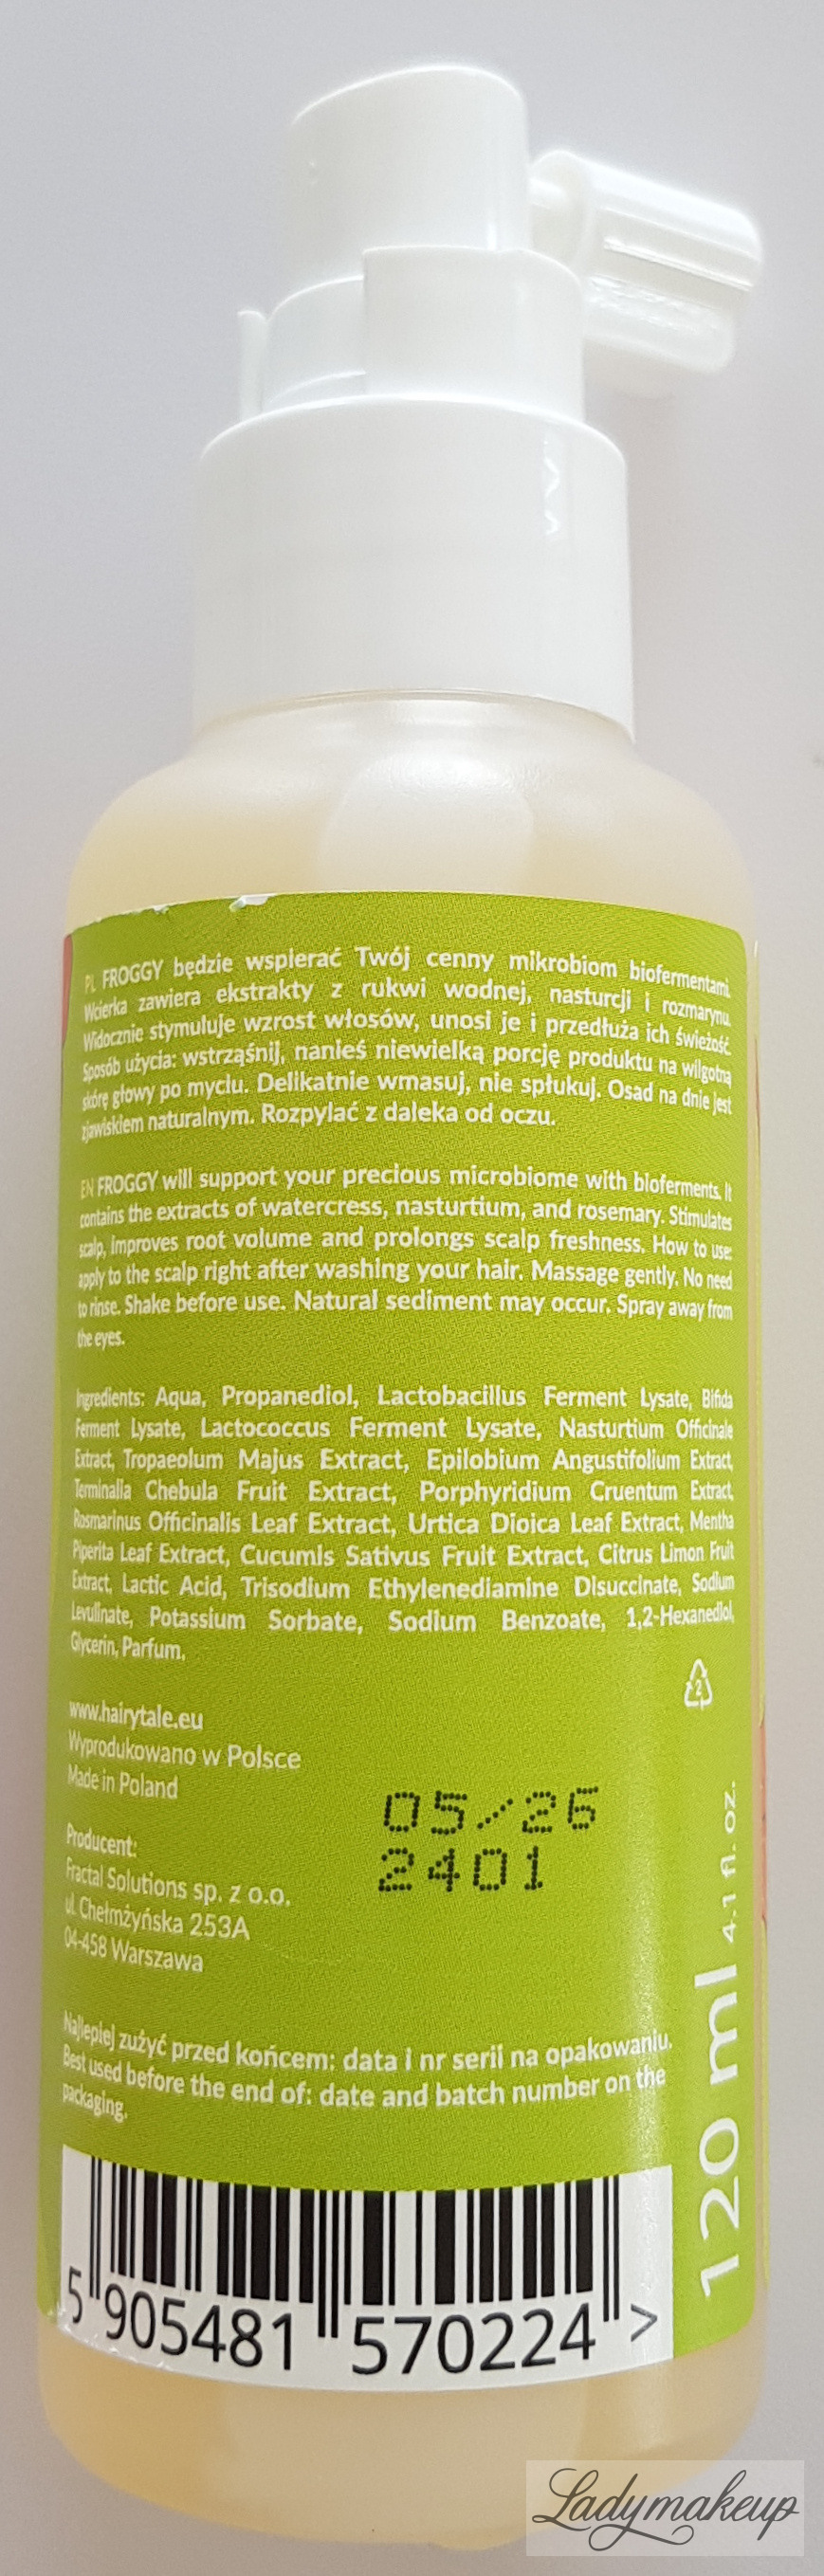 PL FROGGY będzie wspierać Twój cenny mikrobiom biofermentami.
Wcierka zawiera ekstrakty z rukwi wodnej, nasturcji i rozmarynu.
Widocznie stymuluje wzrost włosów, unosi je i przedłuża ich świeżość.
Sposób użycia: wstrząśnij, nanieś niewielką porcję produktu na wilgotną
skórę głowy po myciu. Delikatnie wmasuj, nie spłukuj. Osad na dnie jest
zjawiskiem naturalnym. Rozpylać z daleka od oczu.
EN FROGGY will support your precious microbiome with bioferments. It
contains the extracts of watercress, nasturtium, and rosemary. Stimulates
scalp, improves root volume and prolongs scalp freshness. How to use:
apply to the scalp right after washing your hair. Massage gently. No need
to rinse. Shake before use. Natural sediment may occur. Spray away from
the eyes.
Ingredients: Aqua, Propanediol, Lactobacillus Ferment Lysate, Bifida
Ferment Lysate, Lactococcus Ferment Lysate, Nasturtium Officinale
Extract, Tropaeolum Majus Extract, Epilobium Angustifolium Extract,
Terminalia Chebula Fruit Extract, Porphyridium Cruentum Extract,
Rosmarinus Officinalis Leaf Extract, Urtica Dioica Leaf Extract, Mentha
Piperita Leaf Extract, Cucumis Sativus Fruit Extract, Citrus Limon Fruit
Extract, Lactic Acid, Trisodium Ethylenediamine Disuccinate, Sodium
Levulinate, Potassium Sorbate, Sodium Benzoate, 1,2-Hexanediol,
Glycerin, Parfum.
2
www.hairytale.eu
Wyprodukowano w Polsce
Made in Poland
05/26
2401
Producent:
Fractal Solutions sp. z o.o.
ul. Chełmżyńska 253A
04-458 Warszawa
120 ml 4.1 fl. oz.
Najlepiej zużyć przed końcem: data i nr serii na opakowaniu.
Best used before the end of: date and batch number on the
packaging.
5 905481 570224 >
Ladymakeup